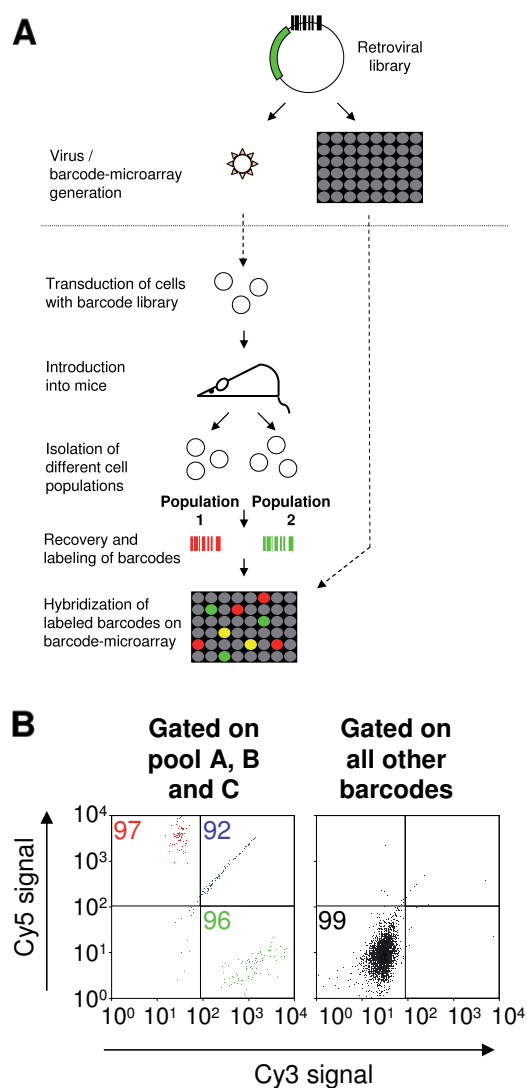 A
Retroviral
library
Virus /
barcode-microarray
generation
Transduction of cells
with barcode library
Introduction
into mice
Isolation of
different cell
populations
Population Population
1 2
Recovery and
labeling of barcodes
Hybridization of
labeled barcodes on
barcode-microarray
B
Gated on
pool A, B
and C
Gated on
all other
barcodes
Cy5 signal
10⁴
10³
10²
10¹
10⁰
97 92
96
99
10⁰ 10¹ 10² 10³ 10⁴
10⁰ 10¹ 10² 10³ 10⁴
Cy3 signal